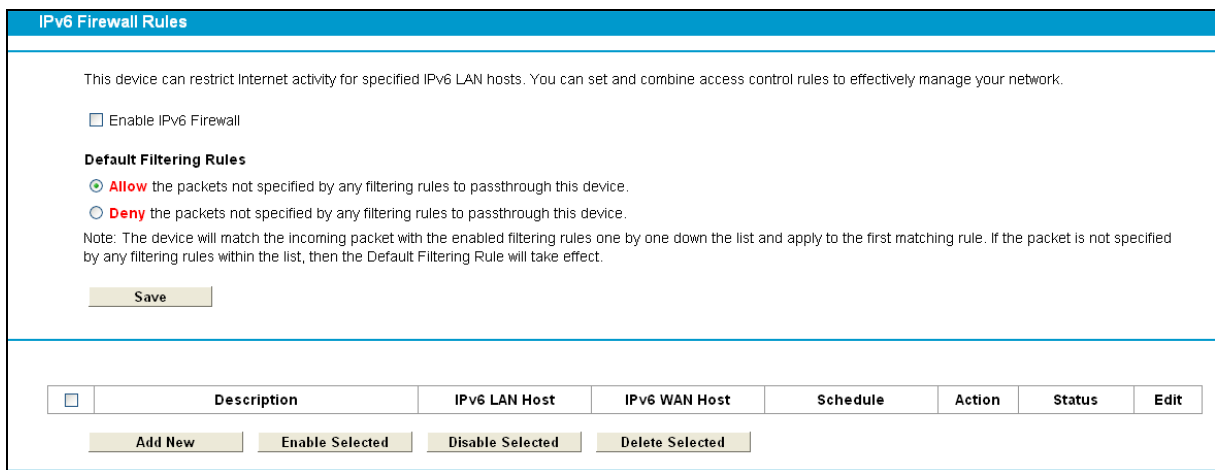 IPv6 Firewall Rules
This device can restrict Internet activity for specified IPv6 LAN hosts. You can set and combine access control rules to effectively manage your network.
Enable IPv6 Firewall
Default Filtering Rules
Allow the packets not specified by any filtering rules to passthrough this device.
Deny the packets not specified by any filtering rules to passthrough this device.
Note: The device will match the incoming packet with the enabled filtering rules one by one down the list and apply to the first matching rule. If the packet is not specified
by any filtering rules within the list, then the Default Filtering Rule will take effect.
Save
Description IPv6 LAN Host IPv6 WAN Host Schedule Action Status Edit
Add New Enable Selected Disable Selected Delete Selected